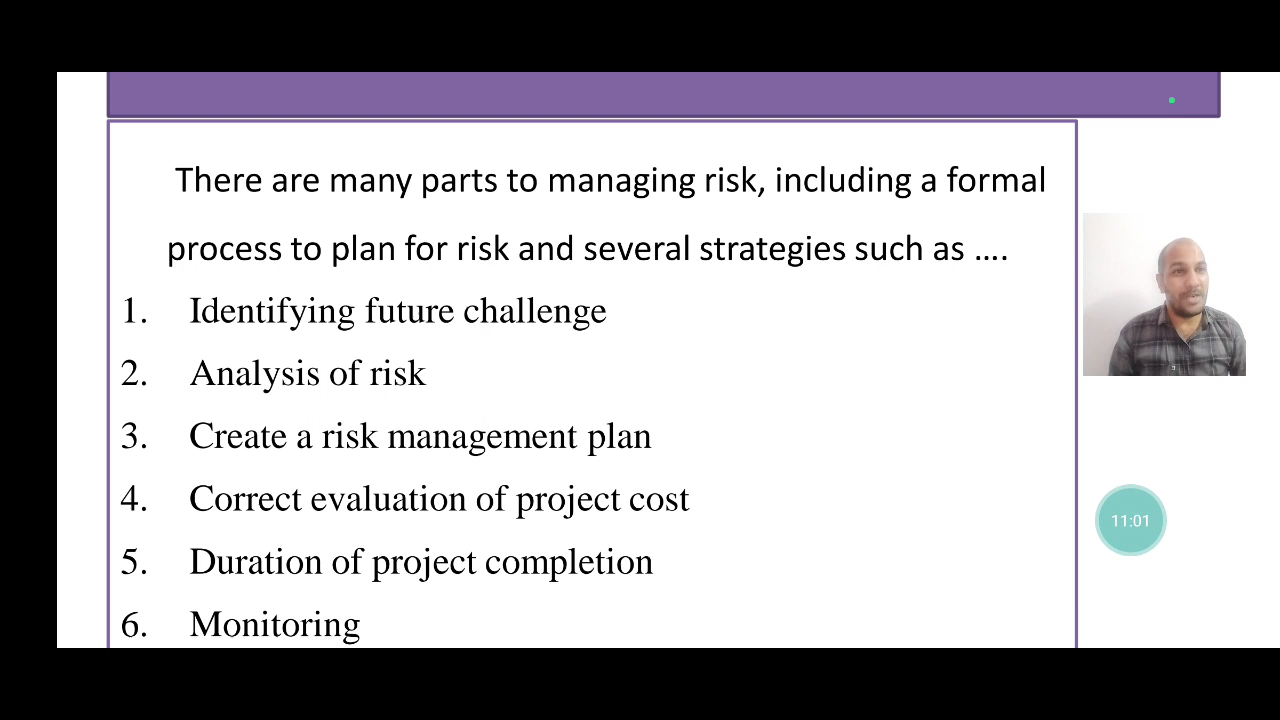 There are many parts to managing risk, including a formal
process to plan for risk and several strategies such as ....
1. Identifying future challenge
2. Analysis of risk
3. Create a risk management plan
4. Correct evaluation of project cost
5. Duration of project completion
6. Monitoring
11:01